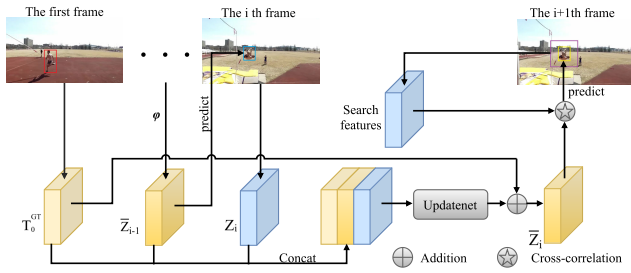 The first frame
The i th frame
The i+1th frame
φ
predict
predict
Search
features
T₀ᴳᵀ
Z̅ᵢ₋₁
Zᵢ
Concat
Updatenet
Z̅ᵢ
Addition
Cross-correlation